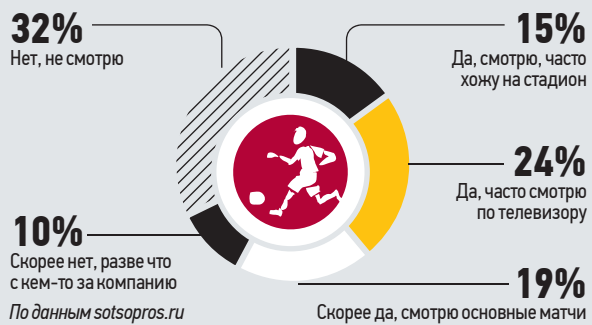 32%
Нет, не смотрю
15%
Да, смотрю, часто
хожу на стадион
24%
Да, часто смотрю
по телевизору
19%
Скорее да, смотрю основные матчи
10%
Скорее нет, разве что
с кем-то за компанию
По данным sotsopros.ru